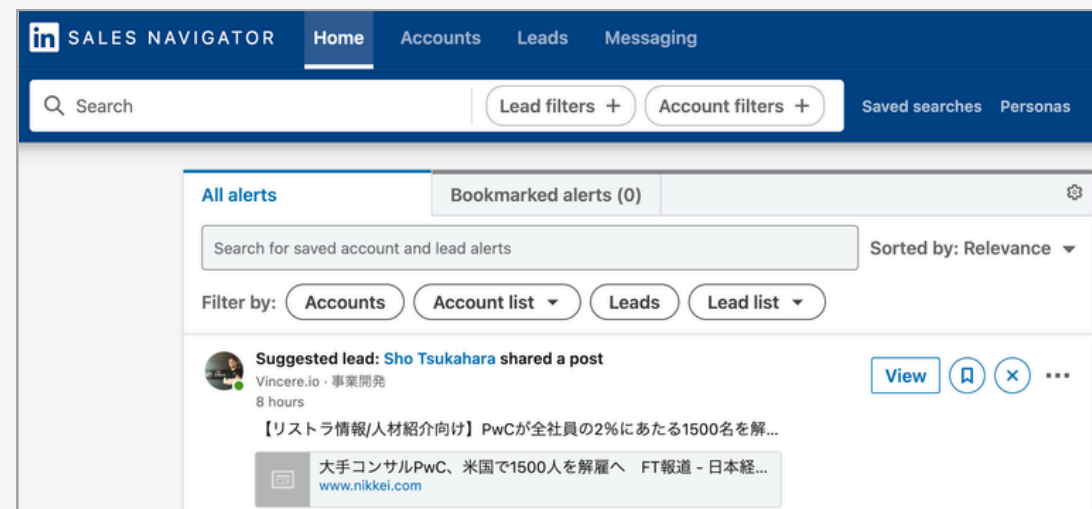 in SALES NAVIGATOR Home Accounts Leads Messaging
Search Lead filters + Account filters + Saved searches Personas
All alerts Bookmarked alerts (0)
Search for saved account and lead alerts Sorted by: Relevance
Filter by: Accounts Account list Leads Lead list
Suggested lead: Sho Tsukahara shared a post
Vincere.io · 事業開発
8 hours
View
【リストラ情報/人材紹介向け】PwCが全社員の2%にあたる1500名を解...
大手コンサルPwC、米国で1500人を解雇へ　FT報道 - 日本経...
www.nikkei.com